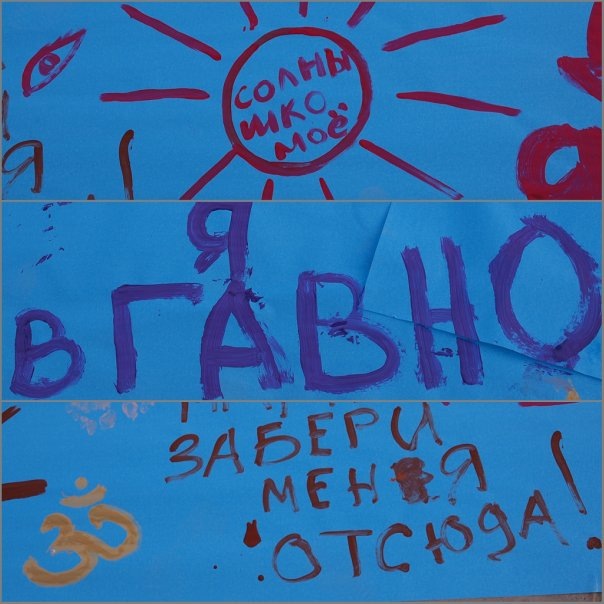 СОЛНЫ
ШКО
МОЁ
Я !
Я
в ГАВНО
ЗАБЕРИ
МЕНЯ
ОТСЮДА!
ॐ